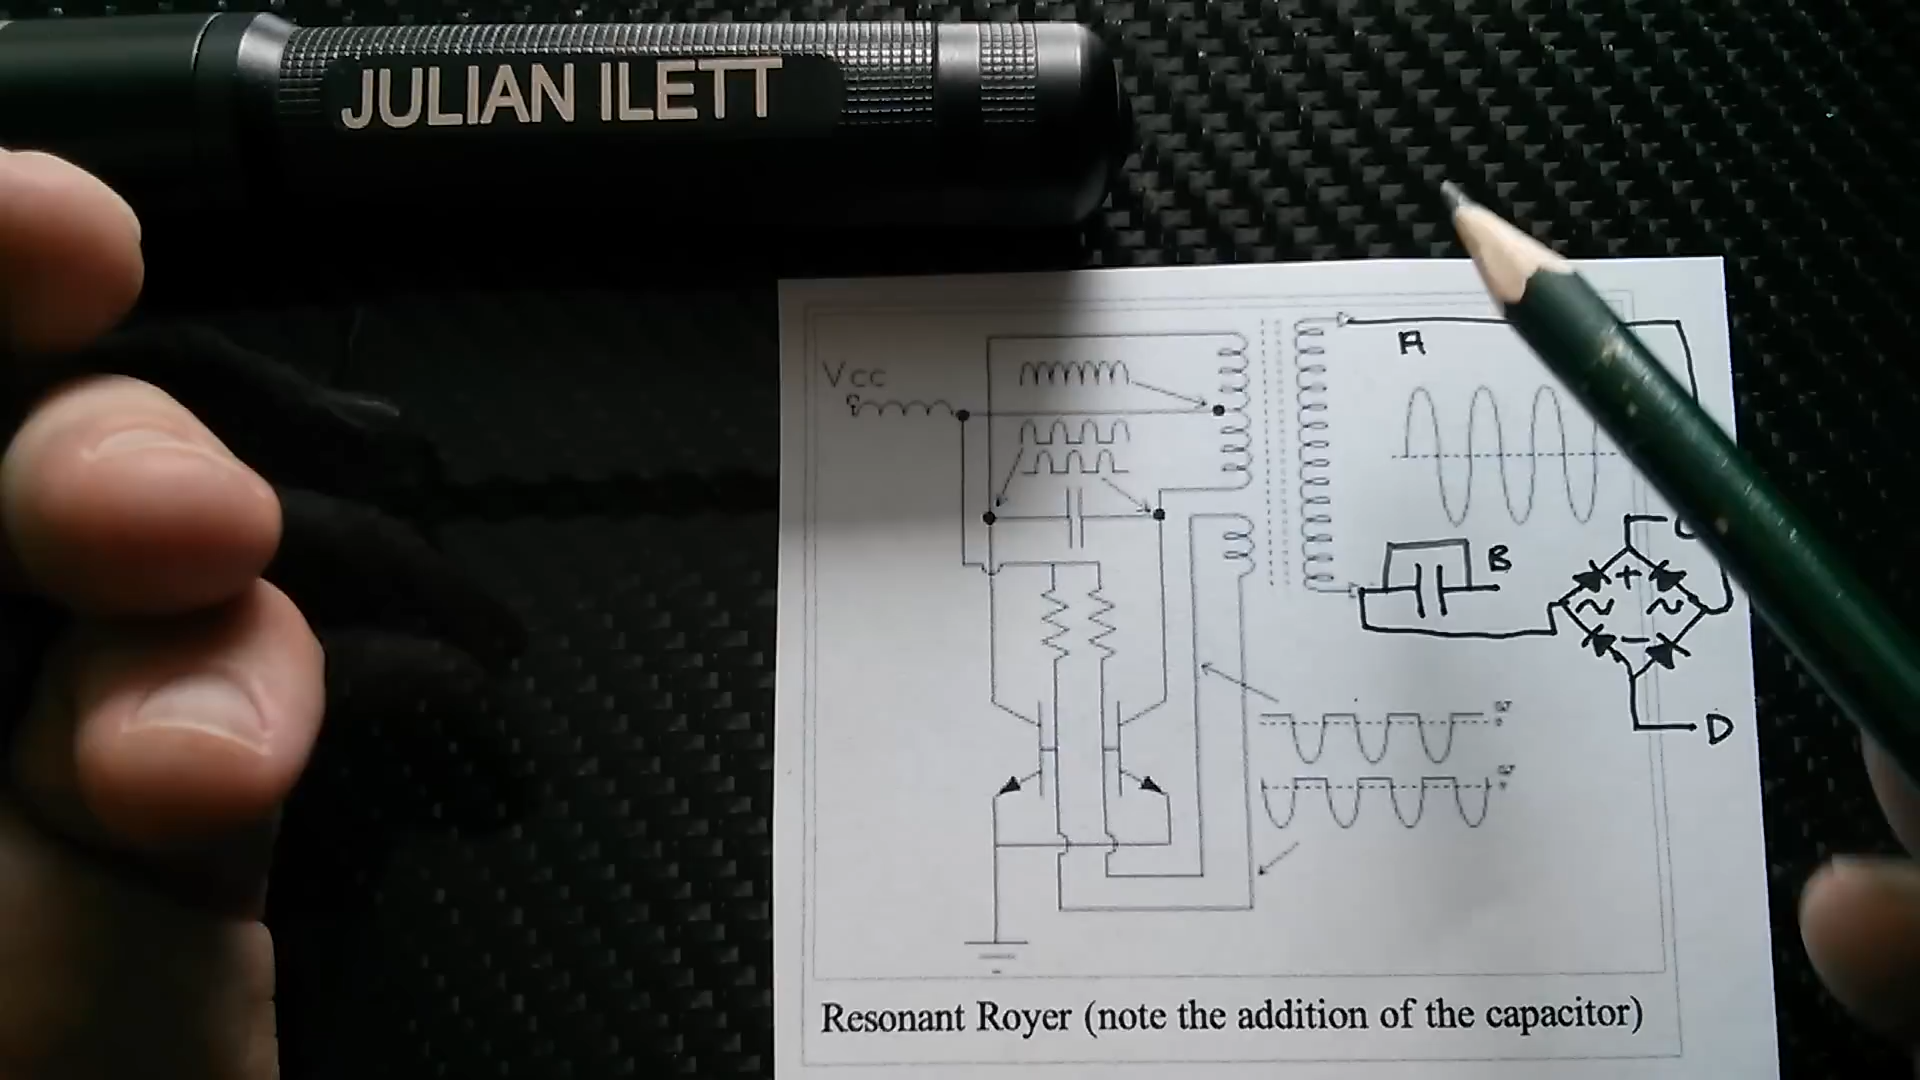 JULIAN ILETT
Vcc
A
B
+
~ ~
−
D
Resonant Royer (note the addition of the capacitor)